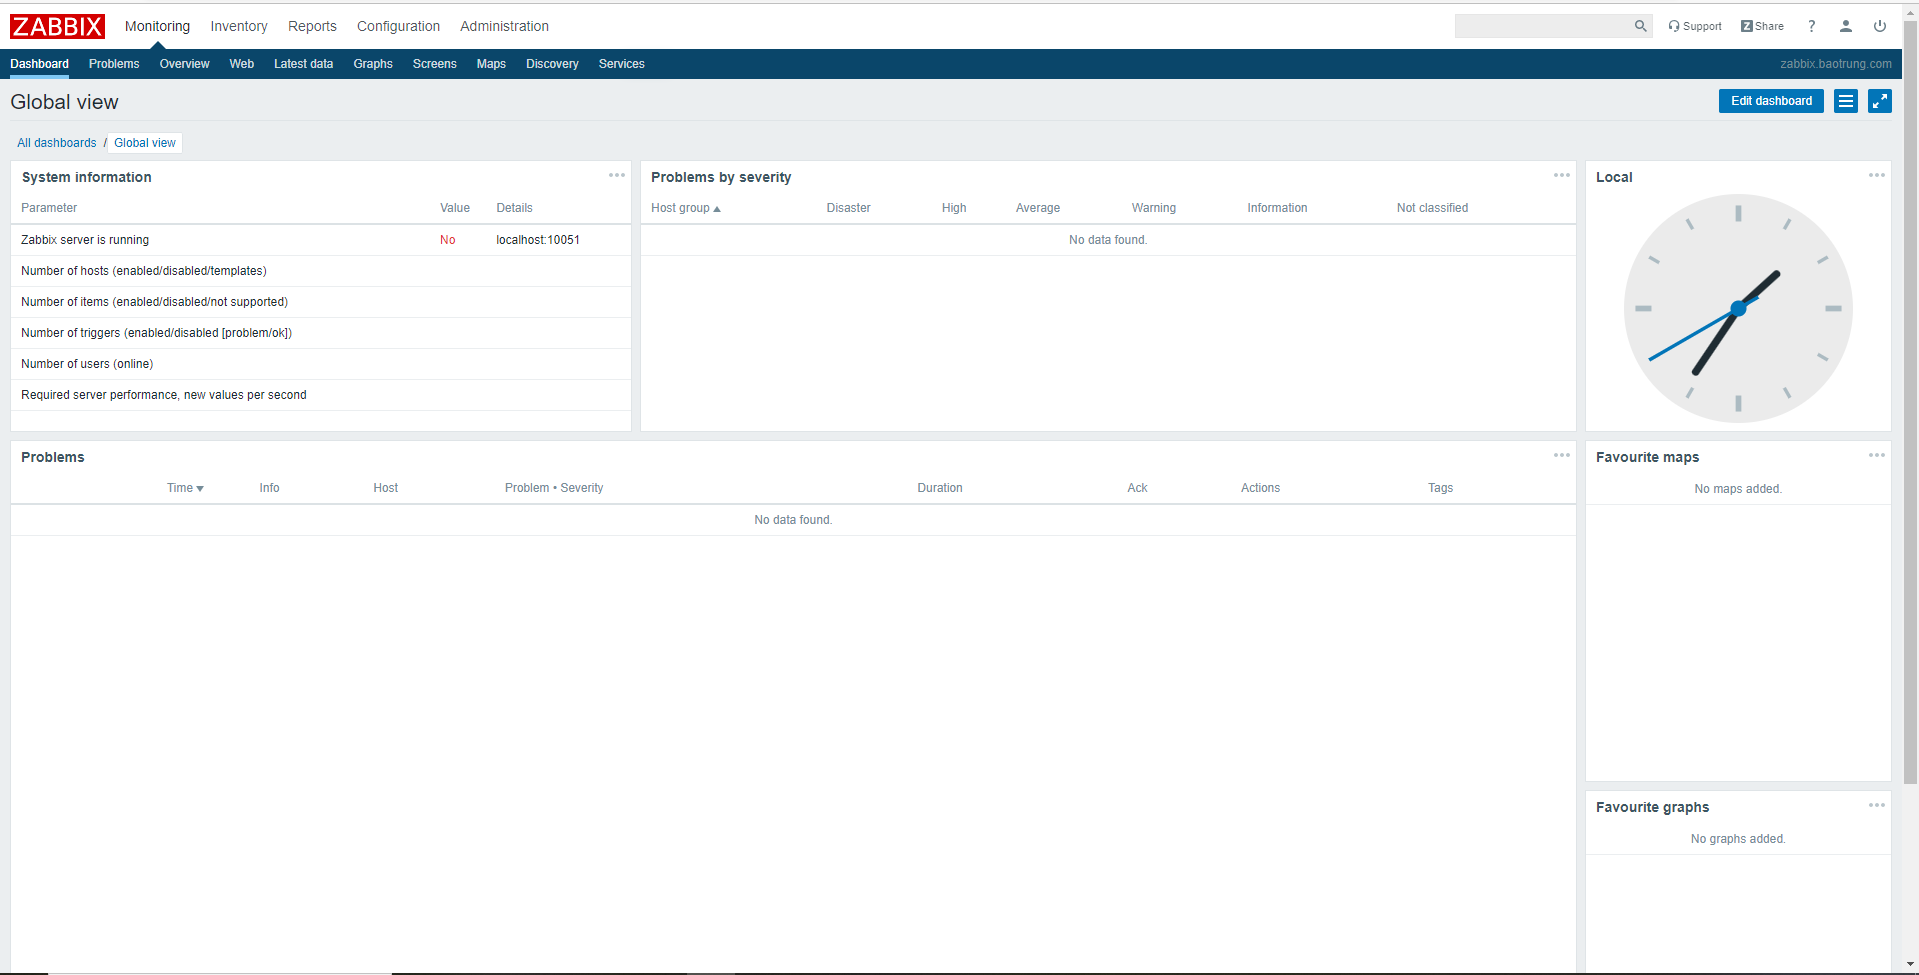 ZABBIX Monitoring Inventory Reports Configuration Administration Support Z Share ?
Dashboard Problems Overview Web Latest data Graphs Screens Maps Discovery Services zabbix.baotrung.com
Global view Edit dashboard
All dashboards / Global view
System information
Parameter Value Details
Zabbix server is running No localhost:10051
Number of hosts (enabled/disabled/templates)
Number of items (enabled/disabled/not supported)
Number of triggers (enabled/disabled [problem/ok])
Number of users (online)
Required server performance, new values per second
Problems by severity
Host group Disaster High Average Warning Information Not classified
No data found.
Local
Problems
Time Info Host Problem • Severity Duration Ack Actions Tags
No data found.
Favourite maps
No maps added.
Favourite graphs
No graphs added.